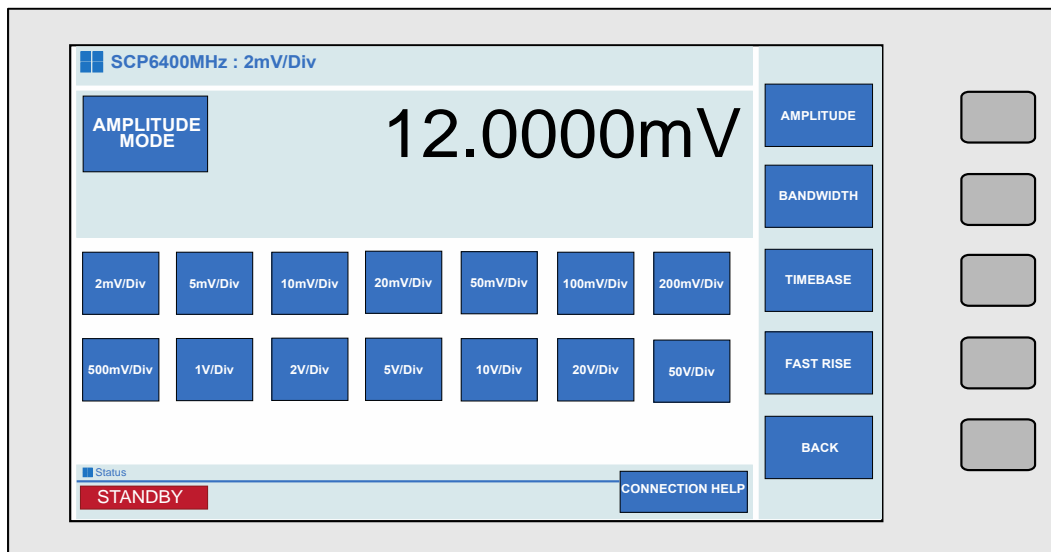 SCP6400MHz : 2mV/Div
AMPLITUDE
MODE
12.0000mV
AMPLITUDE
BANDWIDTH
TIMEBASE
FAST RISE
BACK
2mV/Div
5mV/Div
10mV/Div
20mV/Div
50mV/Div
100mV/Div
200mV/Div
500mV/Div
1V/Div
2V/Div
5V/Div
10V/Div
20V/Div
50V/Div
Status
STANDBY
CONNECTION HELP